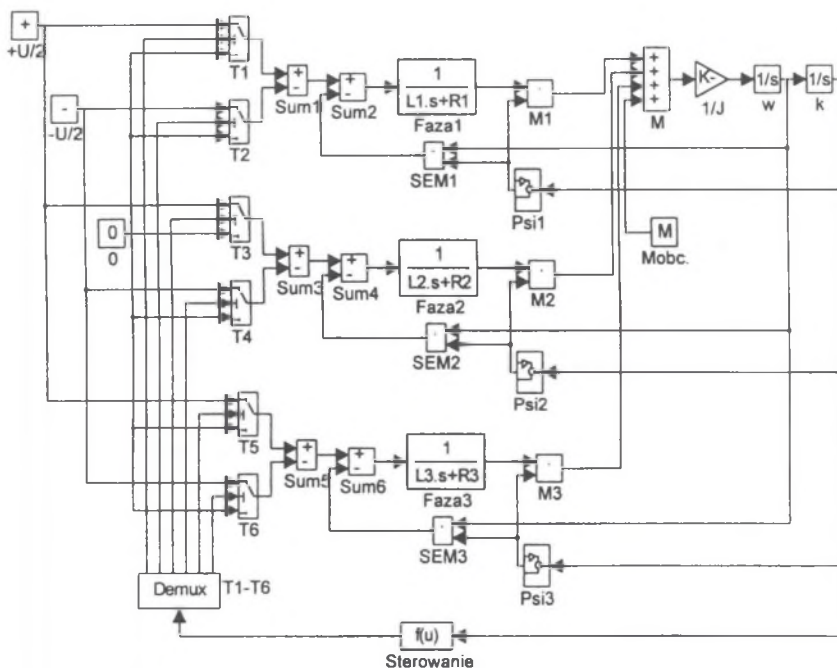 +
+U/2
-
-U/2
0
0
T1
T2
T3
T4
T5
T6
+
-
Sum1
+
-
Sum2
1
L1.s+R1
Faza1
M1
SEM1
Psi1
+
+
+
+
M
K-
1/J
1/s
w
1/s
k
M
Mobc.
+
-
Sum3
+
-
Sum4
1
L2.s+R2
Faza2
M2
SEM2
Psi2
+
-
Sum5
+
-
Sum6
1
L3.s+R3
Faza3
M3
SEM3
Psi3
Demux
T1-T6
f(u)
Sterowanie